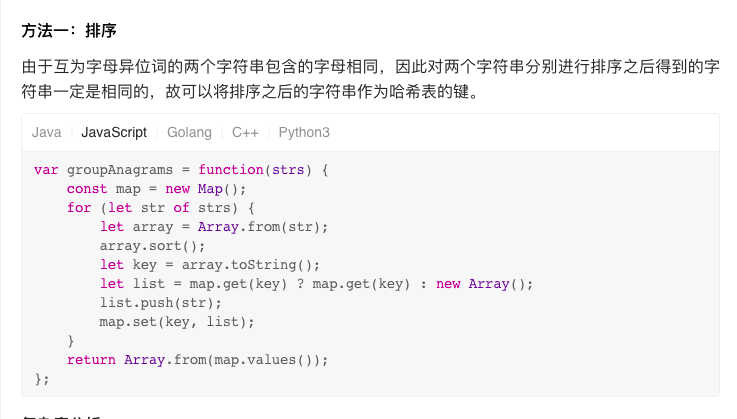 方法一：排序
由于互为字母异位词的两个字符串包含的字母相同，因此对两个字符串分别进行排序之后得到的字
符串一定是相同的，故可以将排序之后的字符串作为哈希表的键。
Java JavaScript Golang C++ Python3
var groupAnagrams = function(strs) {
    const map = new Map();
    for (let str of strs) {
        let array = Array.from(str);
        array.sort();
        let key = array.toString();
        let list = map.get(key) ? map.get(key) : new Array();
        list.push(str);
        map.set(key, list);
    }
    return Array.from(map.values());
};